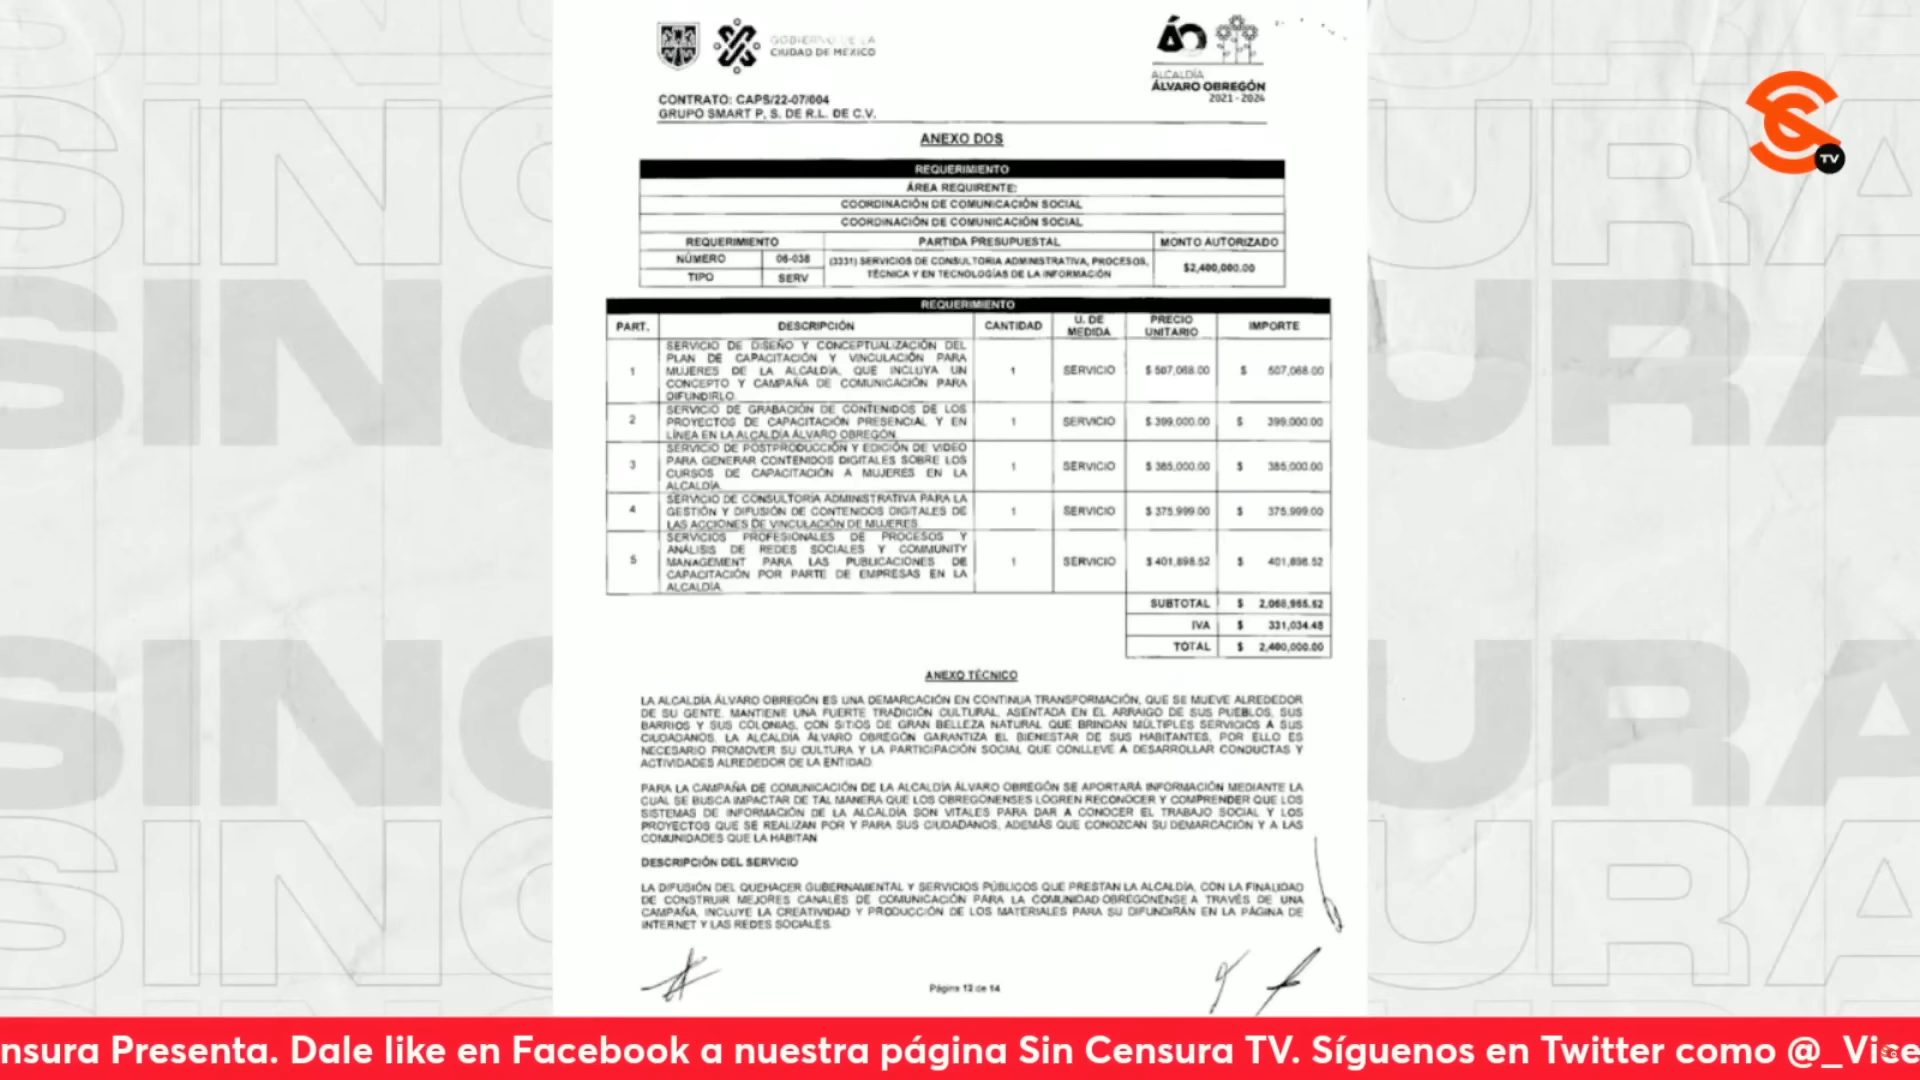 GOBIERNO DE LA
CIUDAD DE MÉXICO
ÁO
ALCALDÍA
ÁLVARO OBREGÓN
2021 - 2024
TV
CONTRATO: CAPS/22-07/004
GRUPO SMART P, S. DE R.L. DE C.V.
ANEXO DOS
REQUERIMIENTO
ÁREA REQUIRENTE:
COORDINACIÓN DE COMUNICACIÓN SOCIAL
COORDINACIÓN DE COMUNICACIÓN SOCIAL
REQUERIMIENTO PARTIDA PRESUPUESTAL MONTO AUTORIZADO
NÚMERO 06-038 (3331) SERVICIOS DE CONSULTORIA ADMINISTRATIVA, PROCESOS, $2,400,000.00
TIPO SERV TÉCNICA Y EN TECNOLOGÍAS DE LA INFORMACIÓN
REQUERIMIENTO
PART. DESCRIPCIÓN CANTIDAD U. DE MEDIDA PRECIO UNITARIO IMPORTE
SERVICIO DE DISEÑO Y CONCEPTUALIZACIÓN DEL
PLAN DE CAPACITACIÓN Y VINCULACIÓN PARA
1 MUJERES DE LA ALCALDÍA, QUE INCLUYA UN 1 SERVICIO $ 507,068.00 $ 507,068.00
CONCEPTO Y CAMPAÑA DE COMUNICACIÓN PARA
DIFUNDIRLO.
SERVICIO DE GRABACIÓN DE CONTENIDOS DE LOS
2 PROYECTOS DE CAPACITACIÓN PRESENCIAL Y EN 1 SERVICIO $ 399,000.00 $ 399,000.00
LÍNEA EN LA ALCALDÍA ÁLVARO OBREGÓN.
SERVICIO DE POSTPRODUCCIÓN Y EDICIÓN DE VIDEO
3 PARA GENERAR CONTENIDOS DIGITALES SOBRE LOS 1 SERVICIO $ 385,000.00 $ 385,000.00
CURSOS DE CAPACITACIÓN A MUJERES EN LA
ALCALDÍA.
SERVICIO DE CONSULTORÍA ADMINISTRATIVA PARA LA
4 GESTIÓN Y DIFUSIÓN DE CONTENIDOS DIGITALES DE 1 SERVICIO $ 375,999.00 $ 375,999.00
LAS ACCIONES DE VINCULACIÓN DE MUJERES.
SERVICIOS PROFESIONALES DE PROCESOS Y
ANÁLISIS DE REDES SOCIALES Y COMMUNITY
5 MANAGEMENT PARA LAS PUBLICACIONES DE 1 SERVICIO $ 401,898.52 $ 401,898.52
CAPACITACIÓN POR PARTE DE EMPRESAS EN LA
ALCALDÍA.
SUBTOTAL $ 2,068,965.52
IVA $ 331,034.48
TOTAL $ 2,400,000.00
ANEXO TÉCNICO
LA ALCALDÍA ÁLVARO OBREGÓN ES UNA DEMARCACIÓN EN CONTINUA TRANSFORMACIÓN, QUE SE MUEVE ALREDEDOR
DE SU GENTE. MANTIENE UNA FUERTE TRADICIÓN CULTURAL, ASENTADA EN EL ARRAIGO DE SUS PUEBLOS, SUS
BARRIOS Y SUS COLONIAS, CON SITIOS DE GRAN BELLEZA NATURAL QUE BRINDAN MÚLTIPLES SERVICIOS A SUS
CIUDADANOS. LA ALCALDÍA ÁLVARO OBREGÓN GARANTIZA EL BIENESTAR DE SUS HABITANTES, POR ELLO ES
NECESARIO PROMOVER SU CULTURA Y LA PARTICIPACIÓN SOCIAL QUE CONLLEVE A DESARROLLAR CONDUCTAS Y
ACTIVIDADES ALREDEDOR DE LA ENTIDAD.
PARA LA CAMPAÑA DE COMUNICACIÓN DE LA ALCALDÍA ÁLVARO OBREGÓN SE APORTARÁ INFORMACIÓN MEDIANTE LA
CUAL SE BUSCA IMPACTAR DE TAL MANERA QUE LOS OBREGONENSES LOGREN RECONOCER Y COMPRENDER QUE LOS
SISTEMAS DE INFORMACIÓN DE LA ALCALDÍA SON VITALES PARA DAR A CONOCER EL TRABAJO SOCIAL Y LOS
PROYECTOS QUE SE REALIZAN POR Y PARA SUS CIUDADANOS, ADEMÁS QUE CONOZCAN SU DEMARCACIÓN Y A LAS
COMUNIDADES QUE LA HABITAN
DESCRIPCIÓN DEL SERVICIO
LA DIFUSIÓN DEL QUEHACER GUBERNAMENTAL Y SERVICIOS PÚBLICOS QUE PRESTAN LA ALCALDÍA, CON LA FINALIDAD
DE CONSTRUIR MEJORES CANALES DE COMUNICACIÓN PARA LA COMUNIDAD OBREGONENSE A TRAVÉS DE UNA
CAMPAÑA, INCLUYE LA CREATIVIDAD Y PRODUCCIÓN DE LOS MATERIALES PARA SU DIFUNDIRÁN EN LA PÁGINA DE
INTERNET Y LAS REDES SOCIALES.
Página 12 de 14
nsura Presenta. Dale like en Facebook a nuestra página Sin Censura TV. Síguenos en Twitter como @_Vice